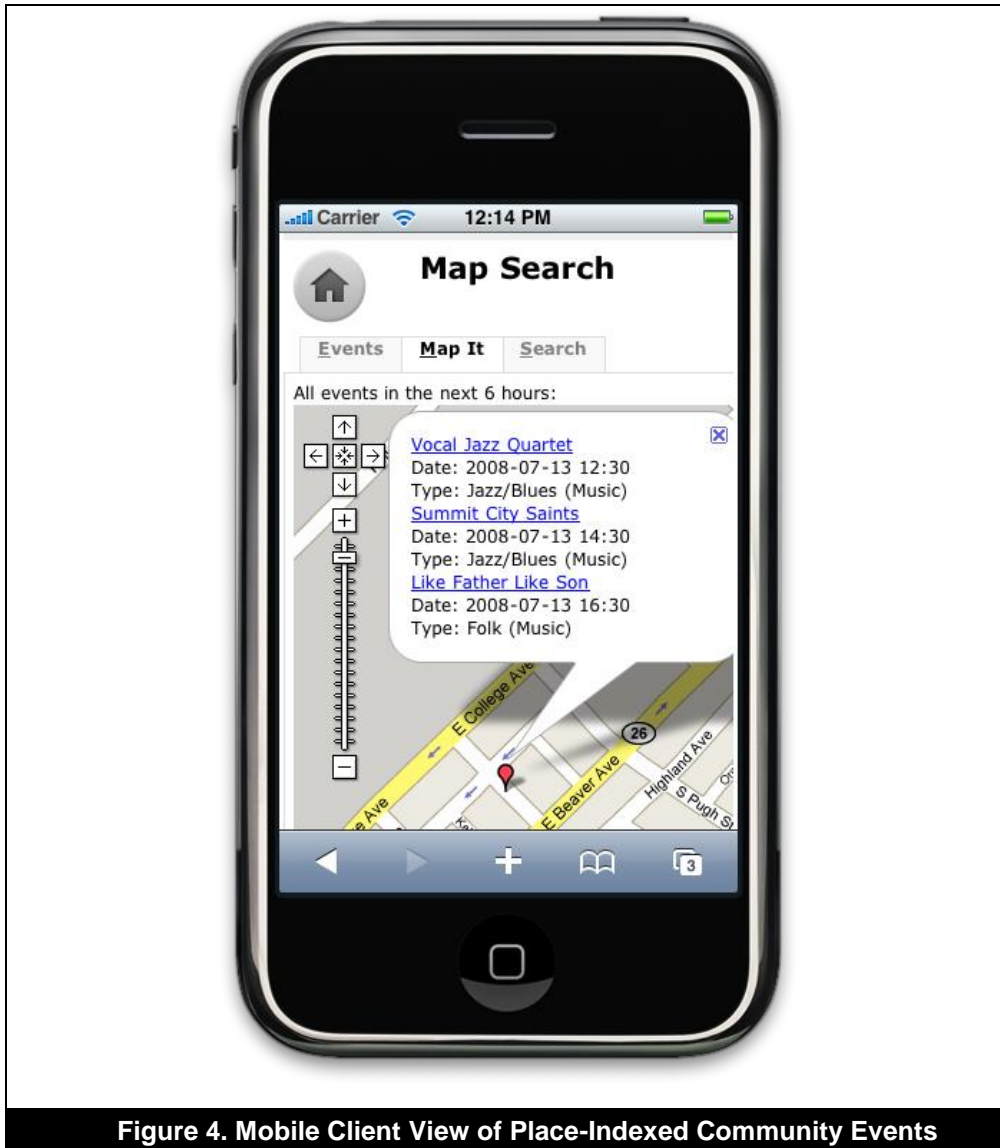 Carrier 12:14 PM
Map Search
Events Map It Search
All events in the next 6 hours:
Vocal Jazz Quartet
Date: 2008-07-13 12:30
Type: Jazz/Blues (Music)
Summit City Saints
Date: 2008-07-13 14:30
Type: Jazz/Blues (Music)
Like Father Like Son
Date: 2008-07-13 16:30
Type: Folk (Music)
E College Ave
26
Highland Ave
E Beaver Ave
S Pugh St
Ave
3
Figure 4. Mobile Client View of Place-Indexed Community Events